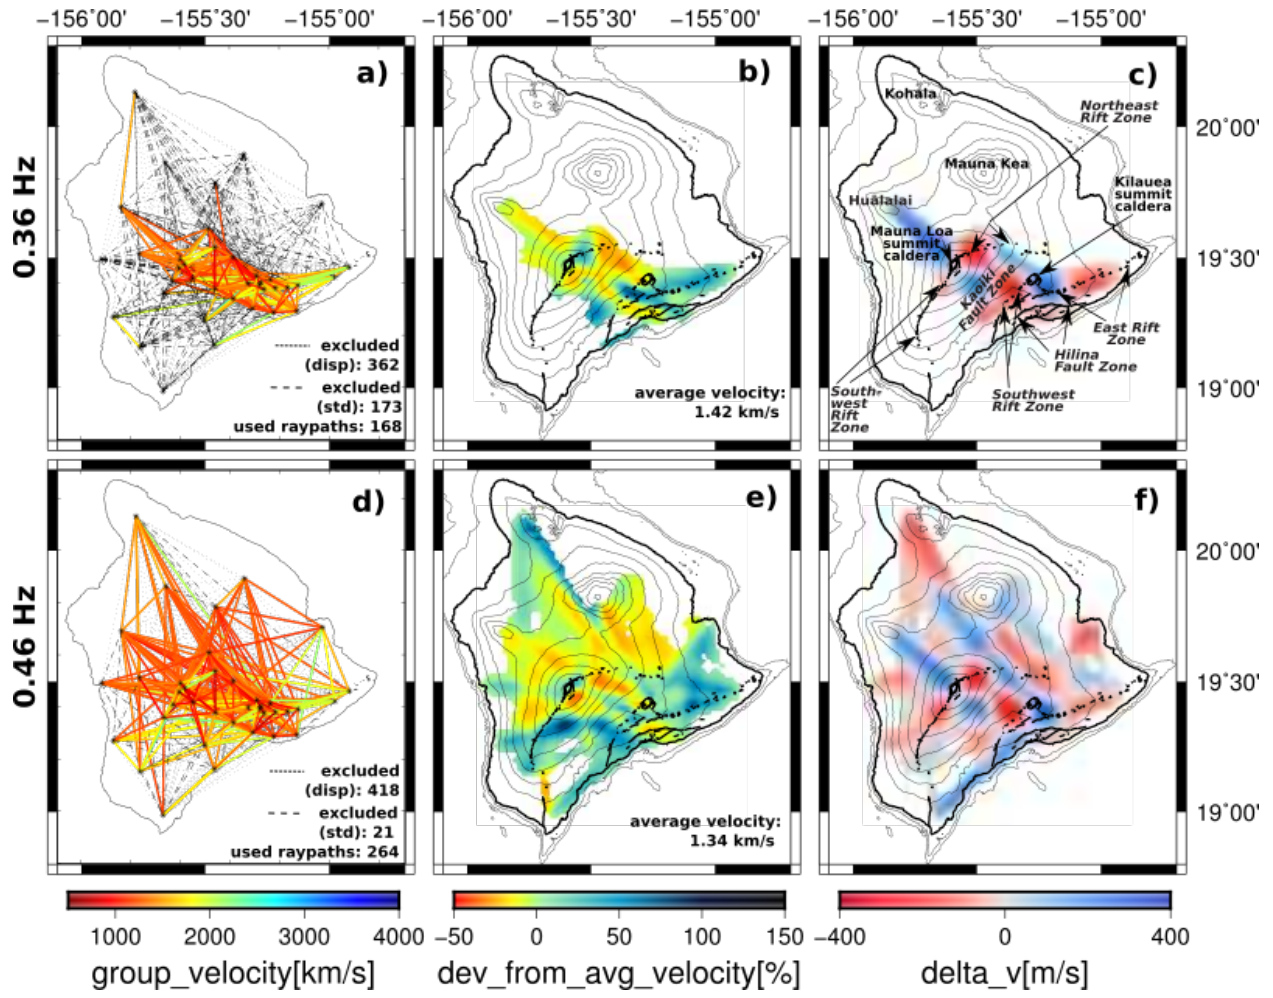 −156˚00' −155˚30' −155˚00' −156˚00' −155˚30' −155˚00' −156˚00' −155˚30' −155˚00'
0.36 Hz
a)
excluded
(disp): 362
excluded
(std): 173
used raypaths: 168
b)
average velocity:
1.42 km/s
c)
Kohala
Northeast
Rift Zone
Mauna Kea
Kīlauea
summit
caldera
Hualālai
Mauna Loa
summit
caldera
Kaoiki
Fault Zone
East Rift
Zone
Hilina
Fault Zone
Southwest
Rift Zone
South-
west
Rift
Zone
20˚00'
19˚30'
19˚00'
0.46 Hz
d)
excluded
(disp): 418
excluded
(std): 21
used raypaths: 264
e)
average velocity:
1.34 km/s
f)
20˚00'
19˚30'
19˚00'
1000 2000 3000 4000
group_velocity[km/s]
−50 0 50 100 150
dev_from_avg_velocity[%]
−400 0 400
delta_v[m/s]